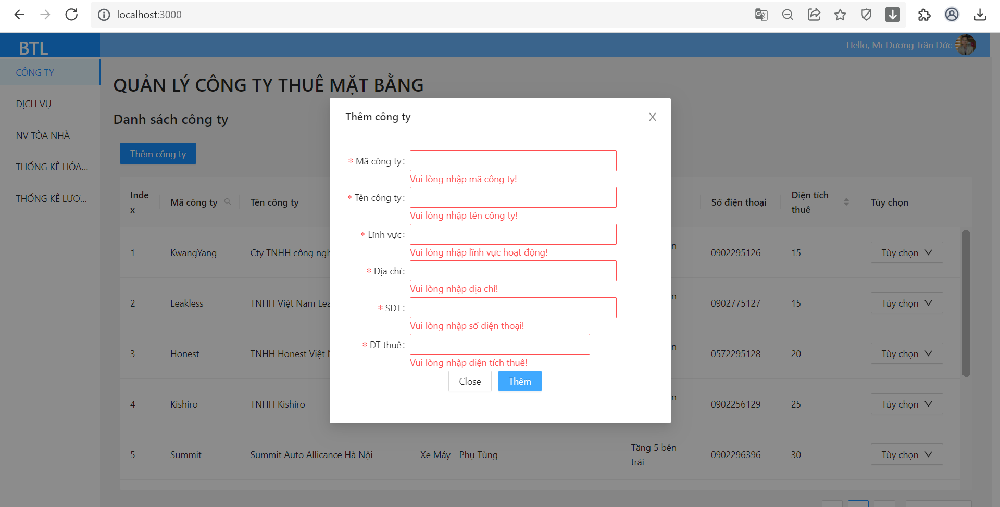 localhost:3000
BTL
Hello, Mr Dương Trần Đức
CÔNG TY
DỊCH VỤ
NV TÒA NHÀ
THỐNG KÊ HÓA...
THỐNG KÊ LƯƠ...
QUẢN LÝ CÔNG TY THUÊ MẶT BẰNG
Danh sách công ty
Thêm công ty
Thêm công ty
* Mã công ty:
Vui lòng nhập mã công ty!
* Tên công ty:
Vui lòng nhập tên công ty!
* Lĩnh vực:
Vui lòng nhập lĩnh vực hoạt động!
* Địa chỉ:
Vui lòng nhập địa chỉ!
* SĐT:
Vui lòng nhập số điện thoại!
* DT thuê:
Vui lòng nhập diện tích thuê!
Close Thêm
Inde
x
Mã công ty Tên công ty Số điện thoại Diện tích
thuê
Tùy chọn
1 KwangYang Cty TNHH công ngh n 0902295126 15 Tùy chọn
2 Leakless TNHH Việt Nam Lea n 0902775127 15 Tùy chọn
3 Honest TNHH Honest Việt n 0572295128 20 Tùy chọn
4 Kishiro TNHH Kishiro n 0902256129 25 Tùy chọn
5 Summit Summit Auto Allicance Hà Nội Xe Máy - Phụ Tùng Tầng 5 bên
trái
0902296396 30 Tùy chọn